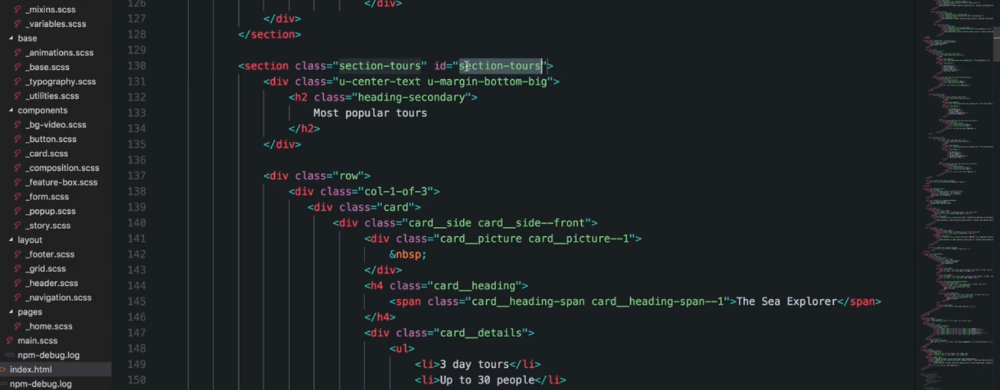 _mixins.scss
_variables.scss
base
_animations.scss
_base.scss
_typography.scss
_utilities.scss
components
_bg-video.scss
_button.scss
_card.scss
_composition.scss
_feature-box.scss
_form.scss
_popup.scss
_story.scss
layout
_footer.scss
_grid.scss
_header.scss
_navigation.scss
pages
_home.scss
main.scss
npm-debug.log
index.html
npm-debug.log
126 </div>
127 </div>
128 </section>
129
130 <section class="section-tours" id="section-tours">
131 <div class="u-center-text u-margin-bottom-big">
132 <h2 class="heading-secondary">
133 Most popular tours
134 </h2>
135 </div>
136
137 <div class="row">
138 <div class="col-1-of-3">
139 <div class="card">
140 <div class="card__side card__side--front">
141 <div class="card__picture card__picture--1">
142 &nbsp;
143 </div>
144 <h4 class="card__heading">
145 <span class="card__heading-span card__heading-span--1">The Sea Explorer</span>
146 </h4>
147 <div class="card__details">
148 <ul>
149 <li>3 day tours</li>
150 <li>Up to 30 people</li>